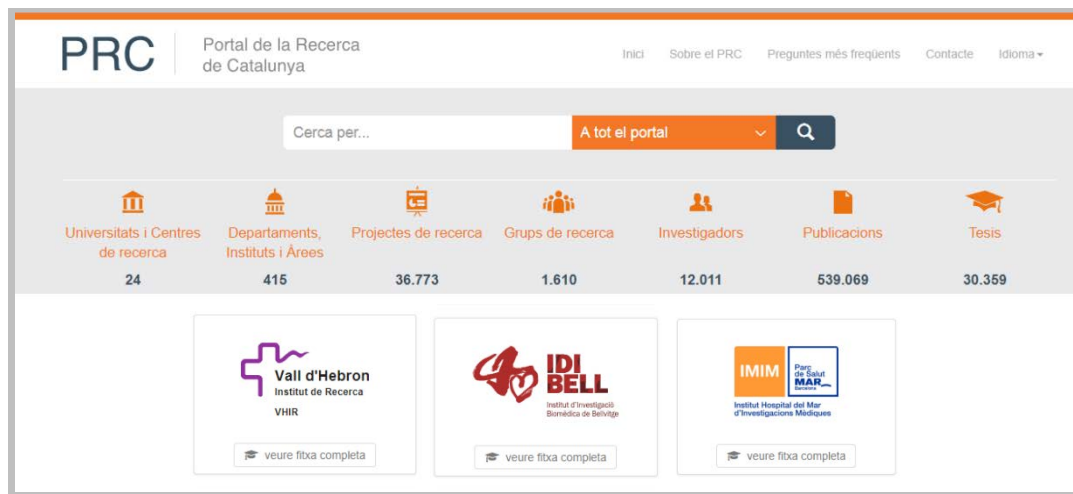 PRC
Portal de la Recerca
de Catalunya
Inici Sobre el PRC Preguntes més freqüents Contacte Idioma
Cerca per... A tot el portal
Universitats i Centres
de recerca
24
Departaments,
Instituts i Àrees
415
Projectes de recerca
36.773
Grups de recerca
1.610
Investigadors
12.011
Publicacions
539.069
Tesis
30.359
Vall d'Hebron
Institut de Recerca
VHIR
veure fitxa completa
IDI
BELL
Institut d'Investigació
Biomèdica de Bellvitge
veure fitxa completa
IMIM
Parc
de Salut
MAR
Barcelona
Institut Hospital del Mar
d'Investigacions Mèdiques
veure fitxa completa